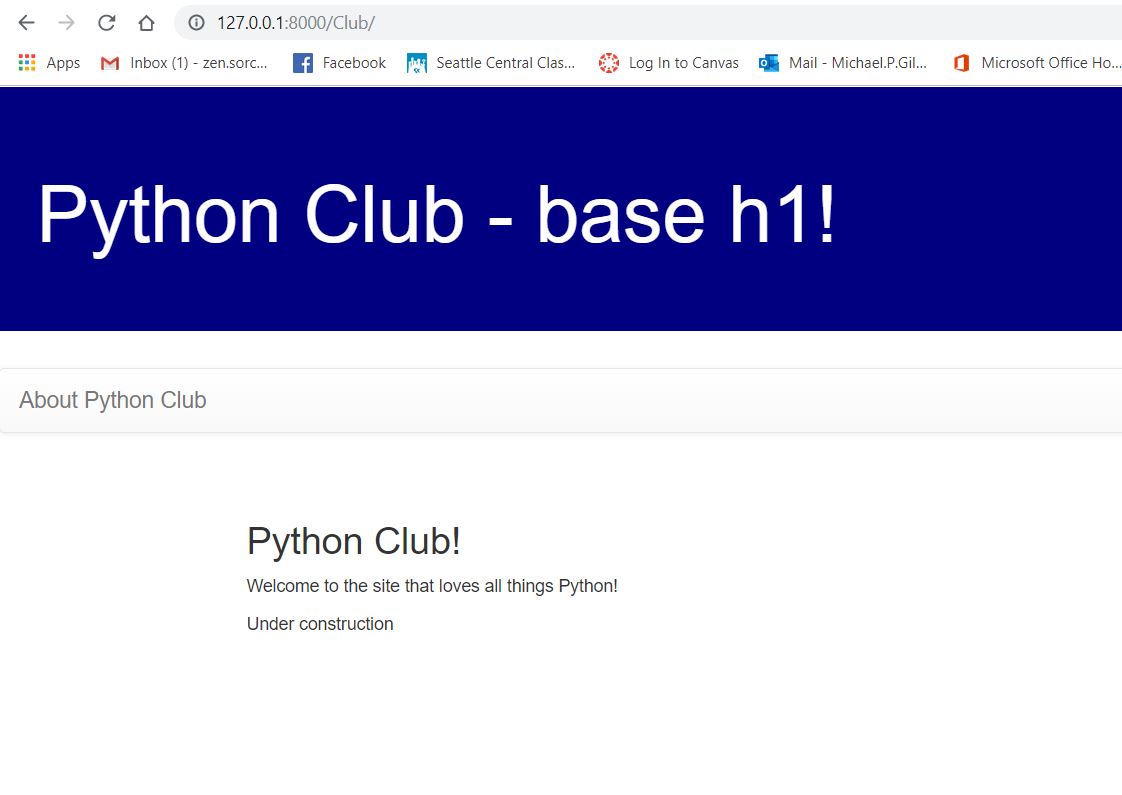 127.0.0.1:8000/Club/
Apps Inbox (1) - zen.sorc... Facebook Seattle Central Clas... Log In to Canvas Mail - Michael.P.Gil... Microsoft Office Ho...
Python Club - base h1!
About Python Club
Python Club!
Welcome to the site that loves all things Python!
Under construction